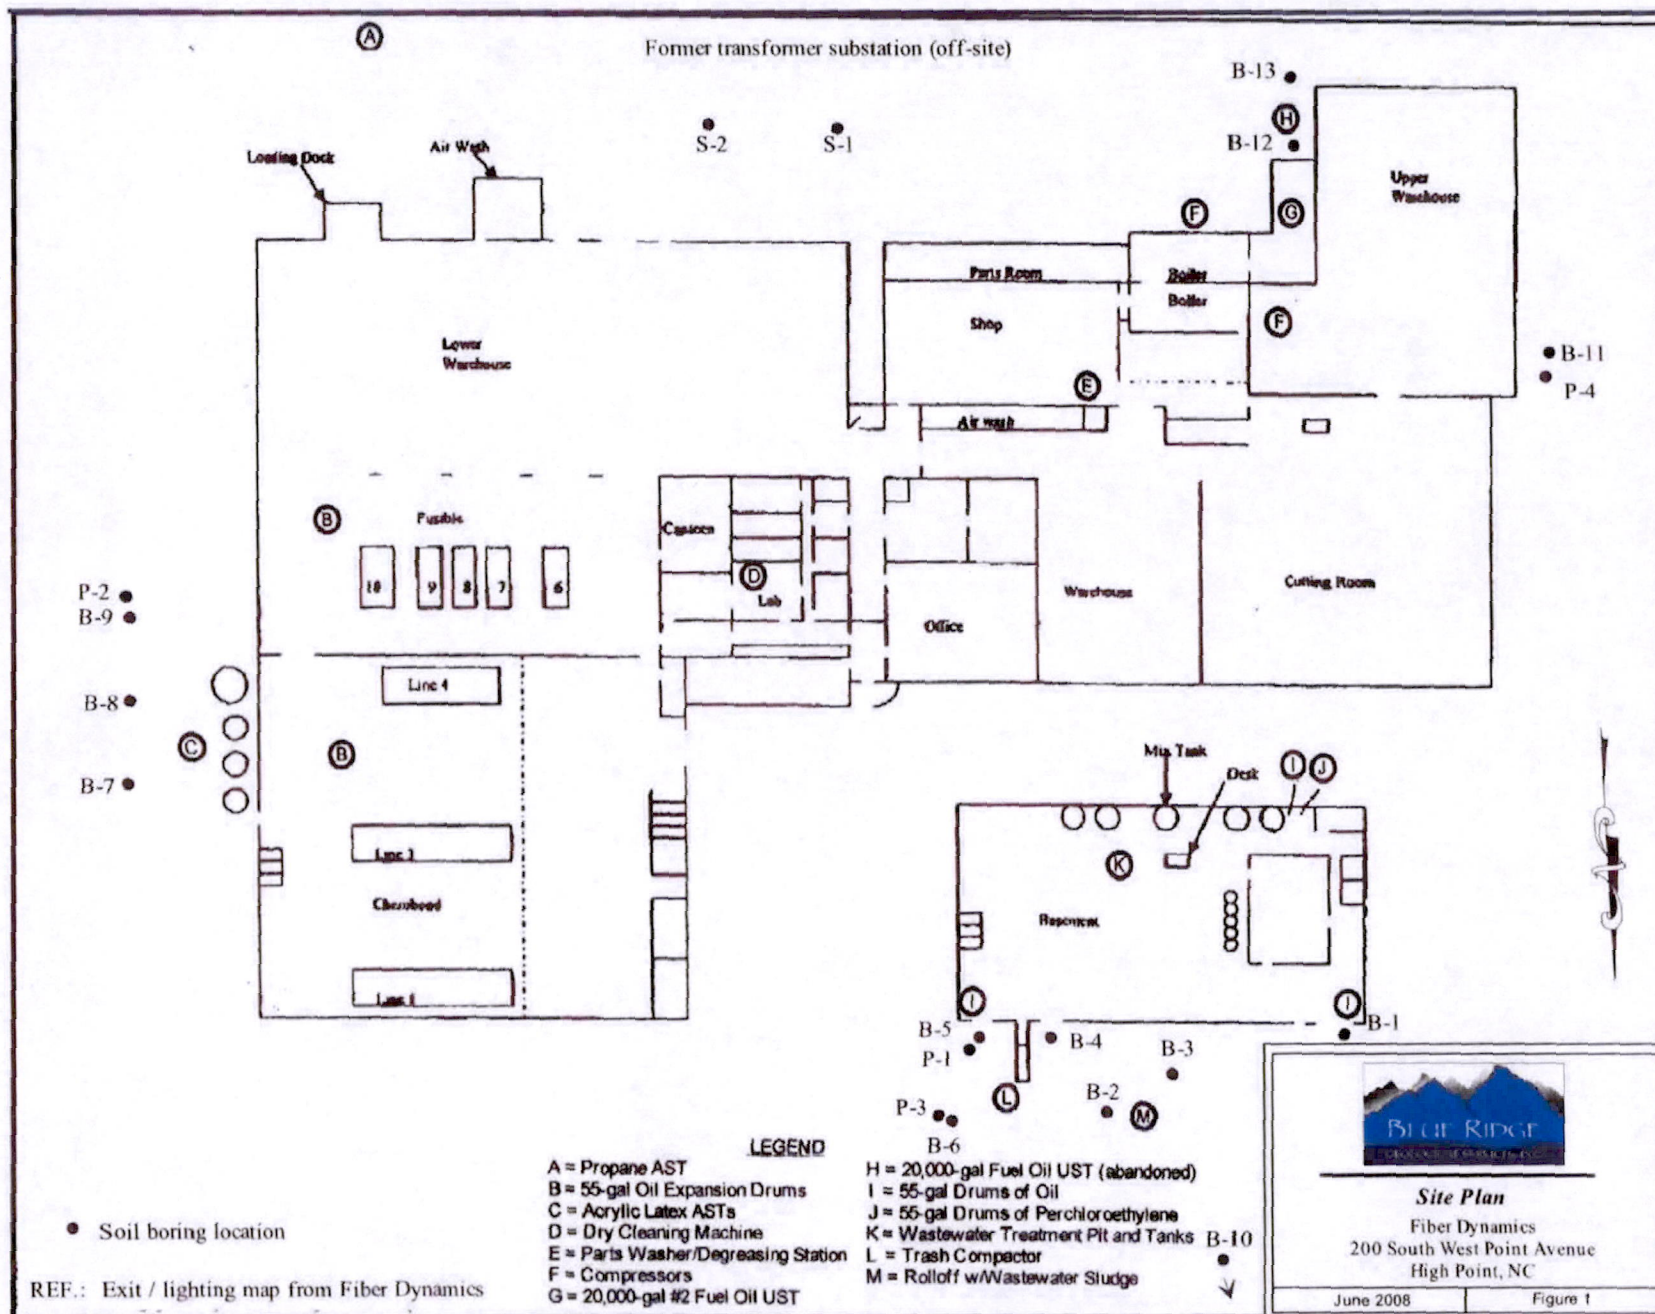 A
Former transformer substation (off-site)
B-13
H
B-12
S-2
S-1
Loading Dock
Air Wash
Upper
Warehouse
F
G
Parts Room
Boiler
Boiler
Shop
F
Lower
Warehouse
B-11
P-4
E
Air wash
B
Fusible
Canteen
10
9
8
7
6
D
Lab
Cutting Room
Warehouse
Office
P-2
B-9
Line 4
B-8
C
B
B-7
Mix Tank
Desk
I
J
K
Chembond
Basement
I
I
B-5
P-1
B-4
B-3
B-1
L
P-3
B-2
M
B-6
LEGEND
A = Propane AST
B = 55-gal Oil Expansion Drums
C = Acrylic Latex ASTs
D = Dry Cleaning Machine
E = Parts Washer/Degreasing Station
F = Compressors
G = 20,000-gal #2 Fuel Oil UST
H = 20,000-gal Fuel Oil UST (abandoned)
I = 55-gal Drums of Oil
J = 55-gal Drums of Perchloroethylene
K = Wastewater Treatment Pit and Tanks
L = Trash Compactor
M = Rolloff w/Wastewater Sludge
B-10
Soil boring location
REF.: Exit / lighting map from Fiber Dynamics
BLUE RIDGE
Site Plan
Fiber Dynamics
200 South West Point Avenue
High Point, NC
June 2008
Figure 1